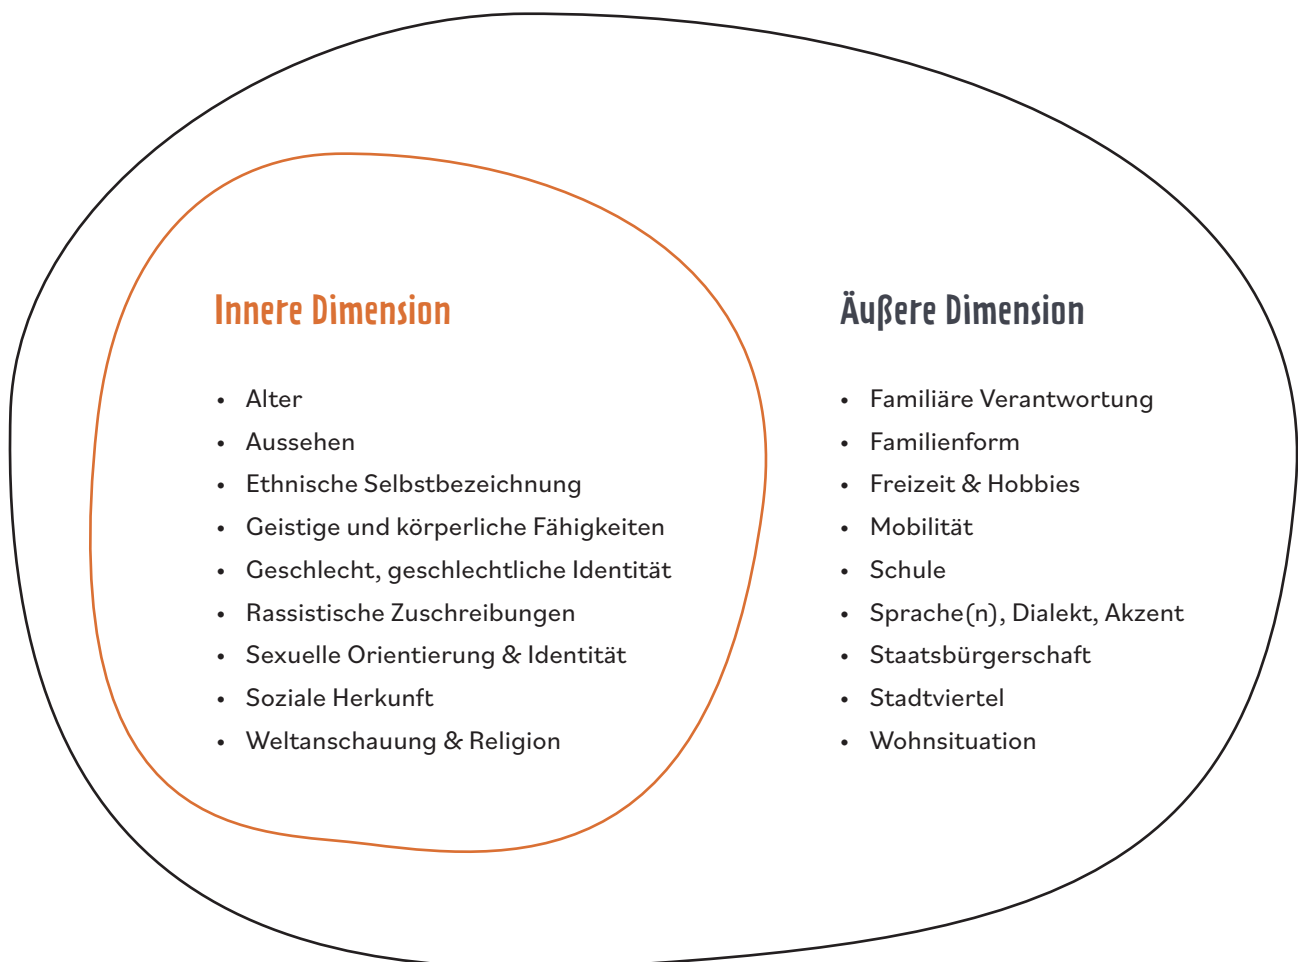 Innere Dimension
• Alter
• Aussehen
• Ethnische Selbstbezeichnung
• Geistige und körperliche Fähigkeiten
• Geschlecht, geschlechtliche Identität
• Rassistische Zuschreibungen
• Sexuelle Orientierung & Identität
• Soziale Herkunft
• Weltanschauung & Religion
Äußere Dimension
• Familiäre Verantwortung
• Familienform
• Freizeit & Hobbies
• Mobilität
• Schule
• Sprache(n), Dialekt, Akzent
• Staatsbürgerschaft
• Stadtviertel
• Wohnsituation